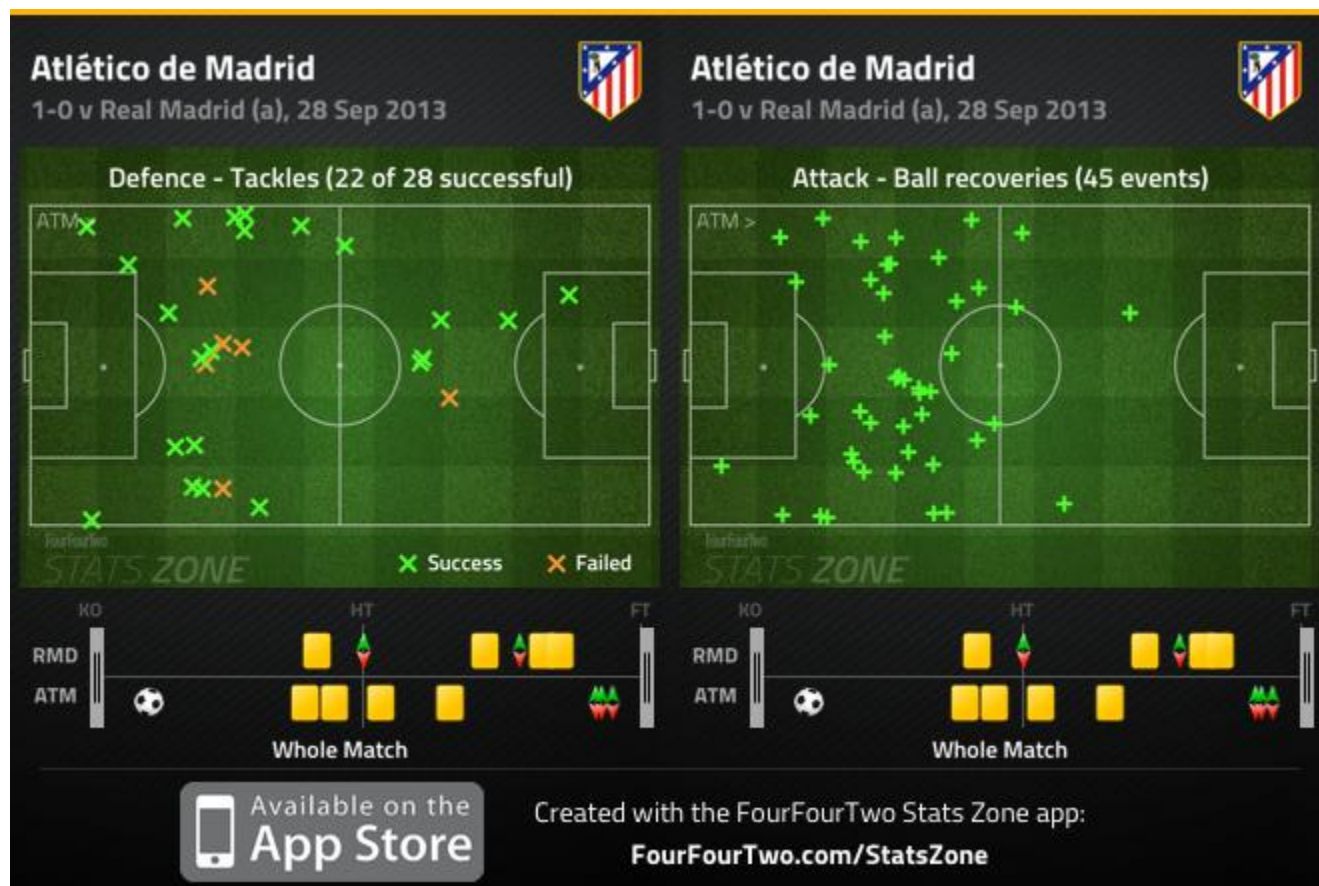 Atlético de Madrid
1-0 v Real Madrid (a), 28 Sep 2013
Defence - Tackles (22 of 28 successful)
ATM
FourFourTwo
STATS ZONE
Success
Failed
KO HT FT
RMD
ATM
Whole Match
Atlético de Madrid
1-0 v Real Madrid (a), 28 Sep 2013
Attack - Ball recoveries (45 events)
ATM >
FourFourTwo
STATS ZONE
KO HT FT
RMD
ATM
Whole Match
Available on the
App Store
Created with the FourFourTwo Stats Zone app:
FourFourTwo.com/StatsZone